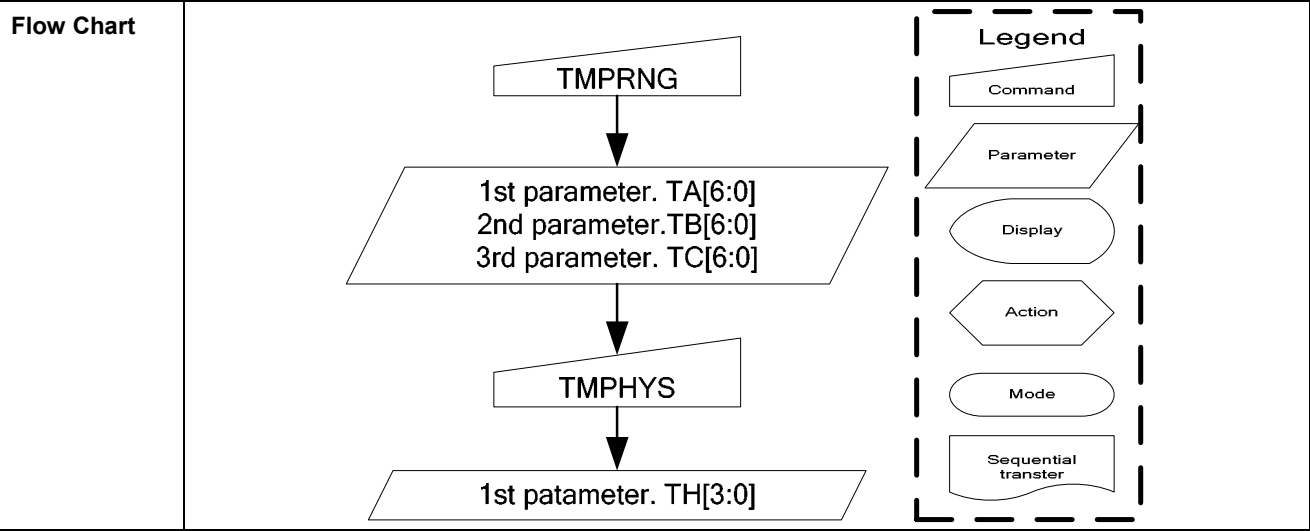 Flow Chart
TMPRNG
1st parameter. TA[6:0]
2nd parameter.TB[6:0]
3rd parameter. TC[6:0]
TMPHYS
1st patameter. TH[3:0]
Legend
Command
Parameter
Display
Action
Mode
Sequential
transter